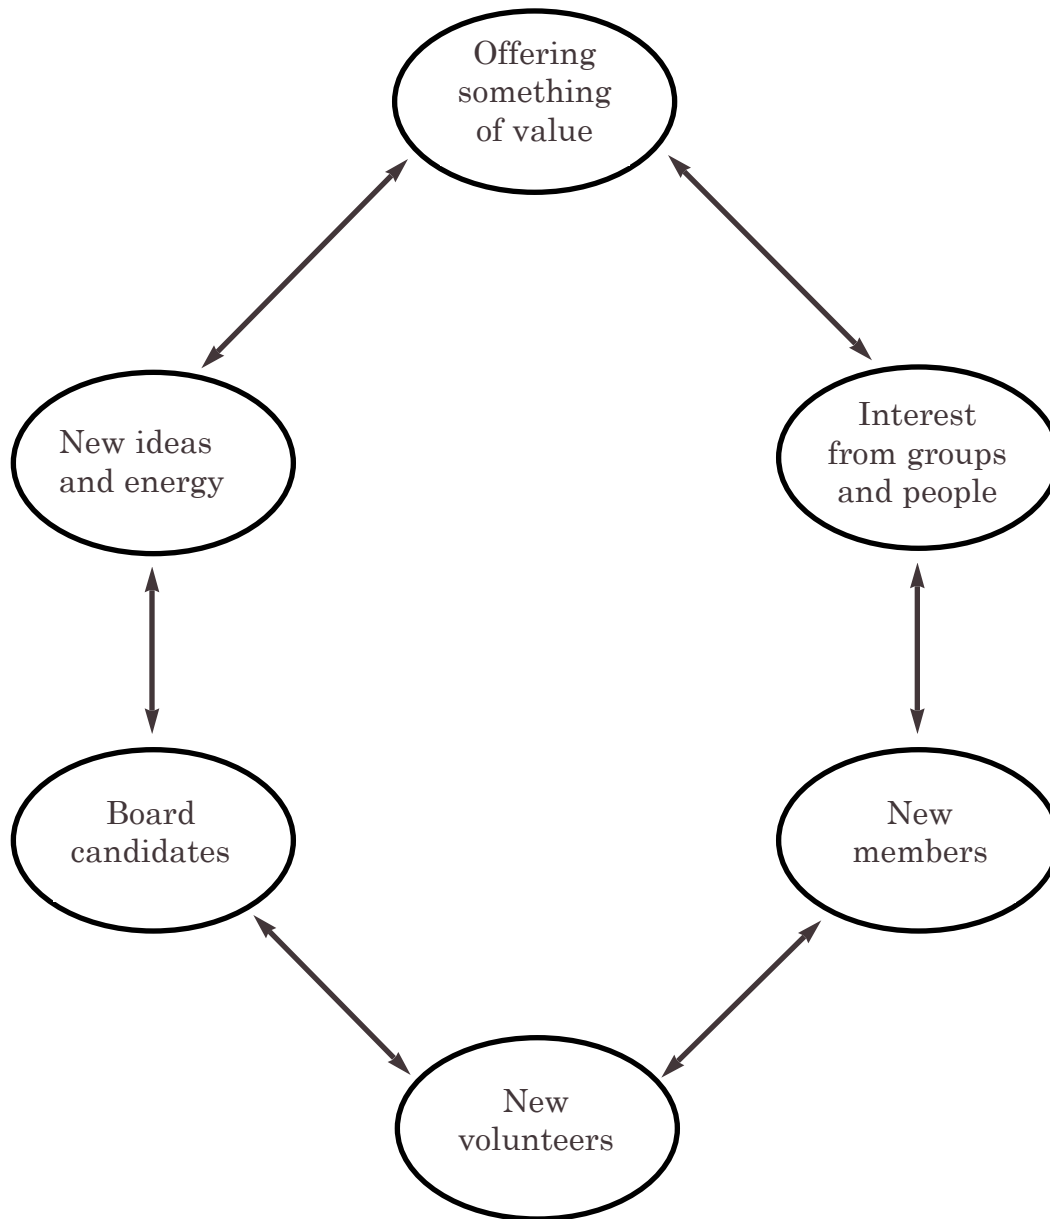 Offering
something
of value
New ideas
and energy
Interest
from groups
and people
Board
candidates
New
members
New
volunteers